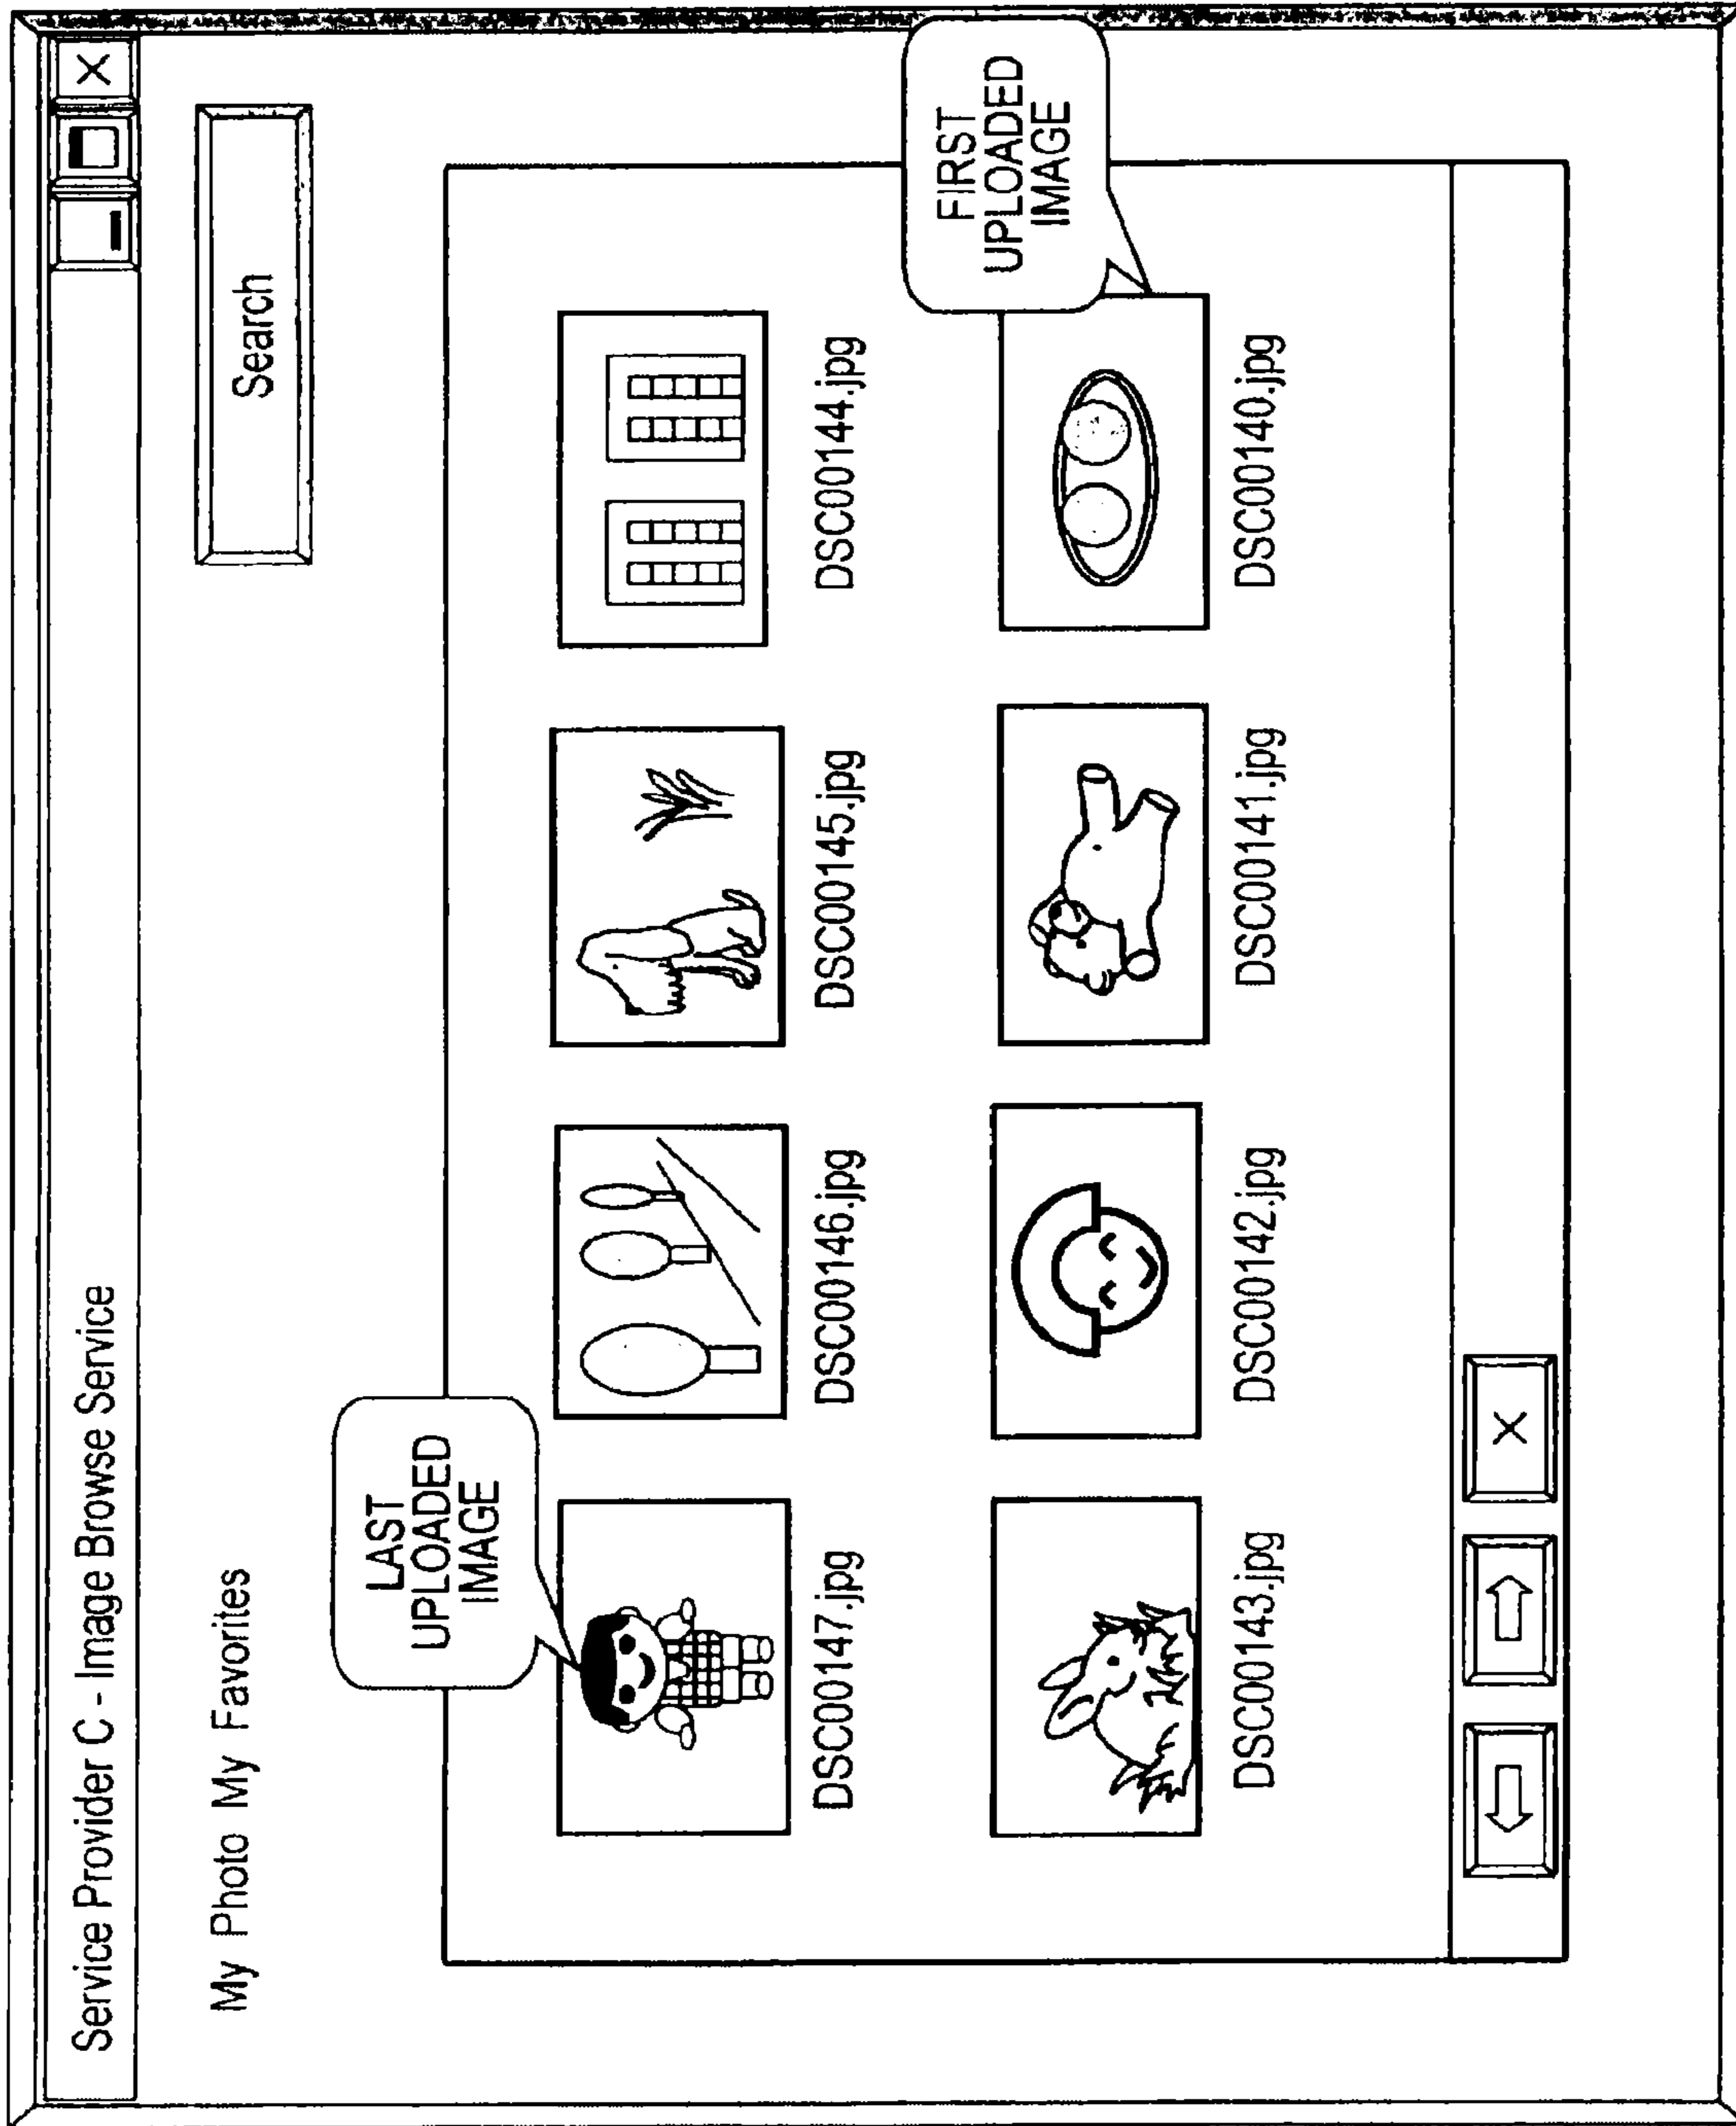 Service Provider C - Image Browse Service
My Photo My Favorites
Search
LAST
UPLOADED
IMAGE
DSC00147.jpg
DSC00146.jpg
DSC00145.jpg
DSC00144.jpg
FIRST
UPLOADED
IMAGE
DSC00143.jpg
DSC00142.jpg
DSC00141.jpg
DSC00140.jpg